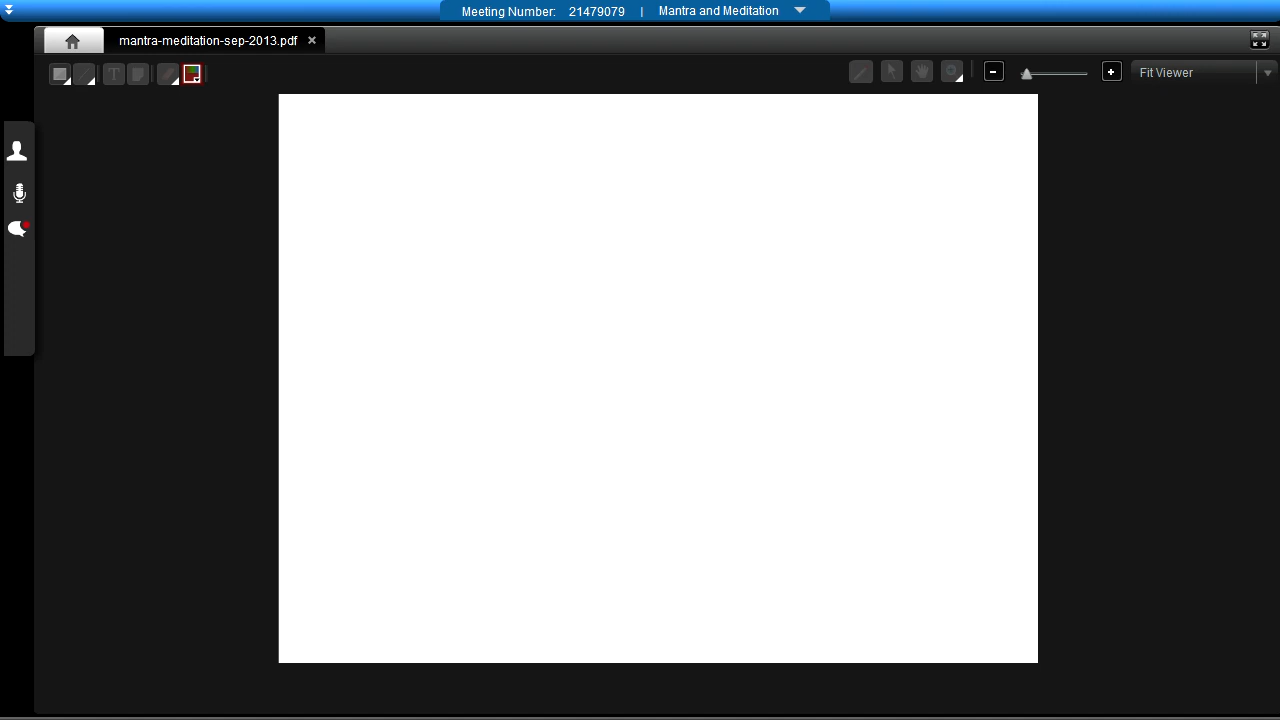 Meeting Number: 21479079 | Mantra and Meditation
mantra-meditation-sep-2013.pdf
T
Fit Viewer